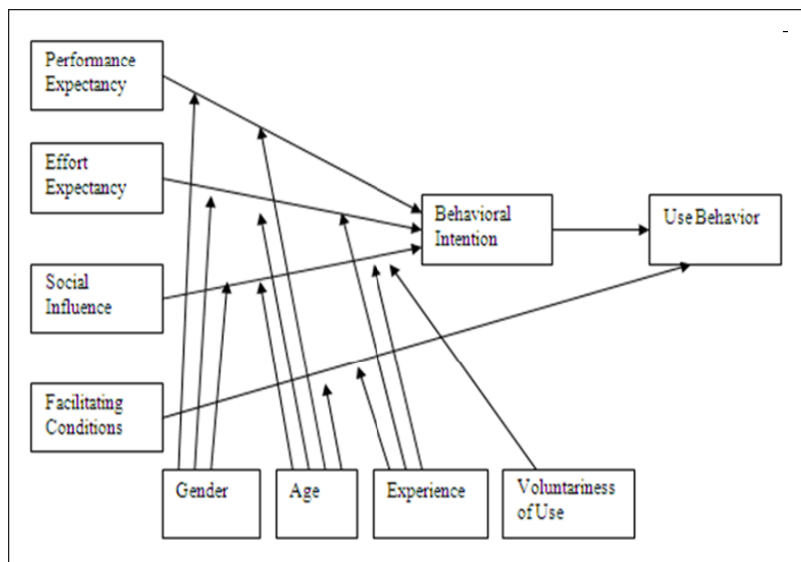 Performance
Expectancy
Effort
Expectancy
Behavioral
Intention
Use Behavior
Social
Influence
Facilitating
Conditions
Gender
Age
Experience
Voluntariness
of Use